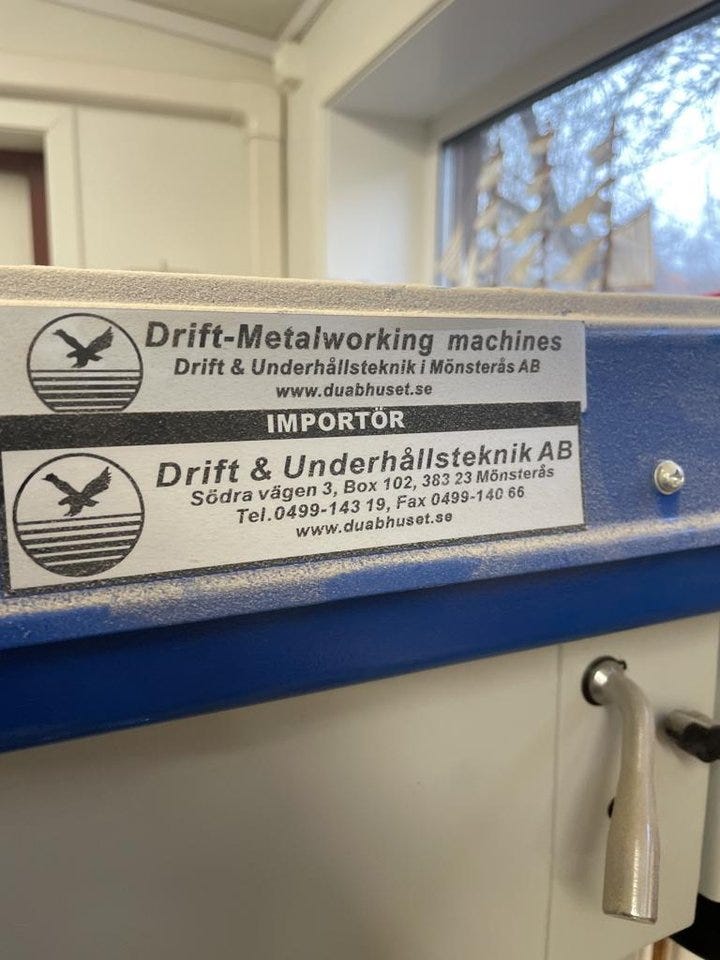 Drift-Metalworking machines
Drift & Underhållsteknik i Mönsterås AB
www.duabhuset.se
IMPORTÖR
Drift & Underhållsteknik AB
Södra vägen 3, Box 102, 383 23 Mönsterås
Tel.0499-143 19, Fax 0499-140 66
www.duabhuset.se